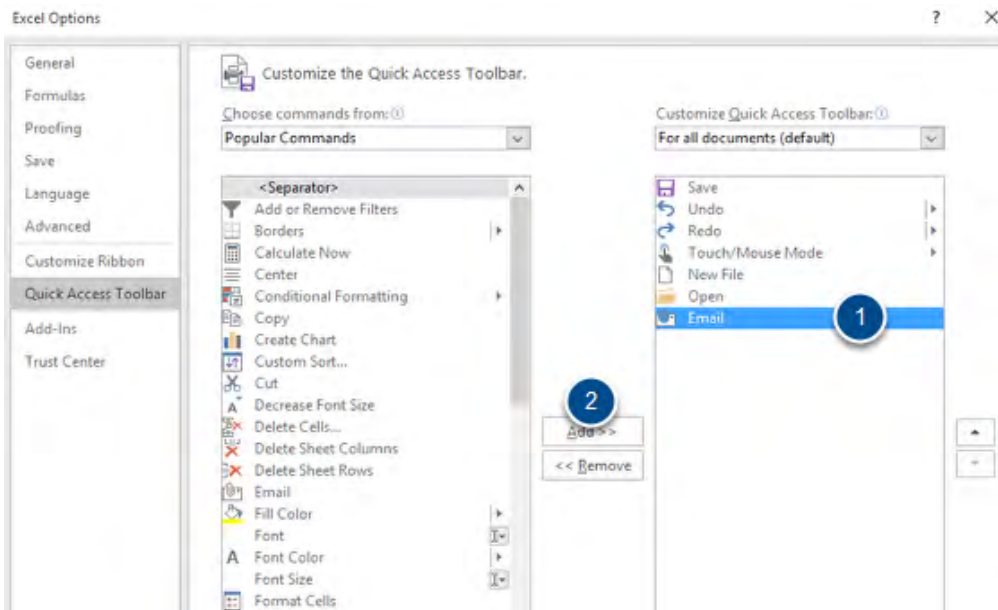 Excel Options
?
General
Formulas
Proofing
Save
Language
Advanced
Customize Ribbon
Quick Access Toolbar
Add-Ins
Trust Center
Customize the Quick Access Toolbar.
Choose commands from:
Popular Commands
<Separator>
Add or Remove Filters
Borders
Calculate Now
Center
Conditional Formatting
Copy
Create Chart
Custom Sort...
Cut
Decrease Font Size
Delete Cells...
Delete Sheet Columns
Delete Sheet Rows
Email
Fill Color
Font
Font Color
Font Size
Format Cells
2
Add >>
<< Remove
Customize Quick Access Toolbar:
For all documents (default)
Save
Undo
Redo
Touch/Mouse Mode
New File
Open
Email
1